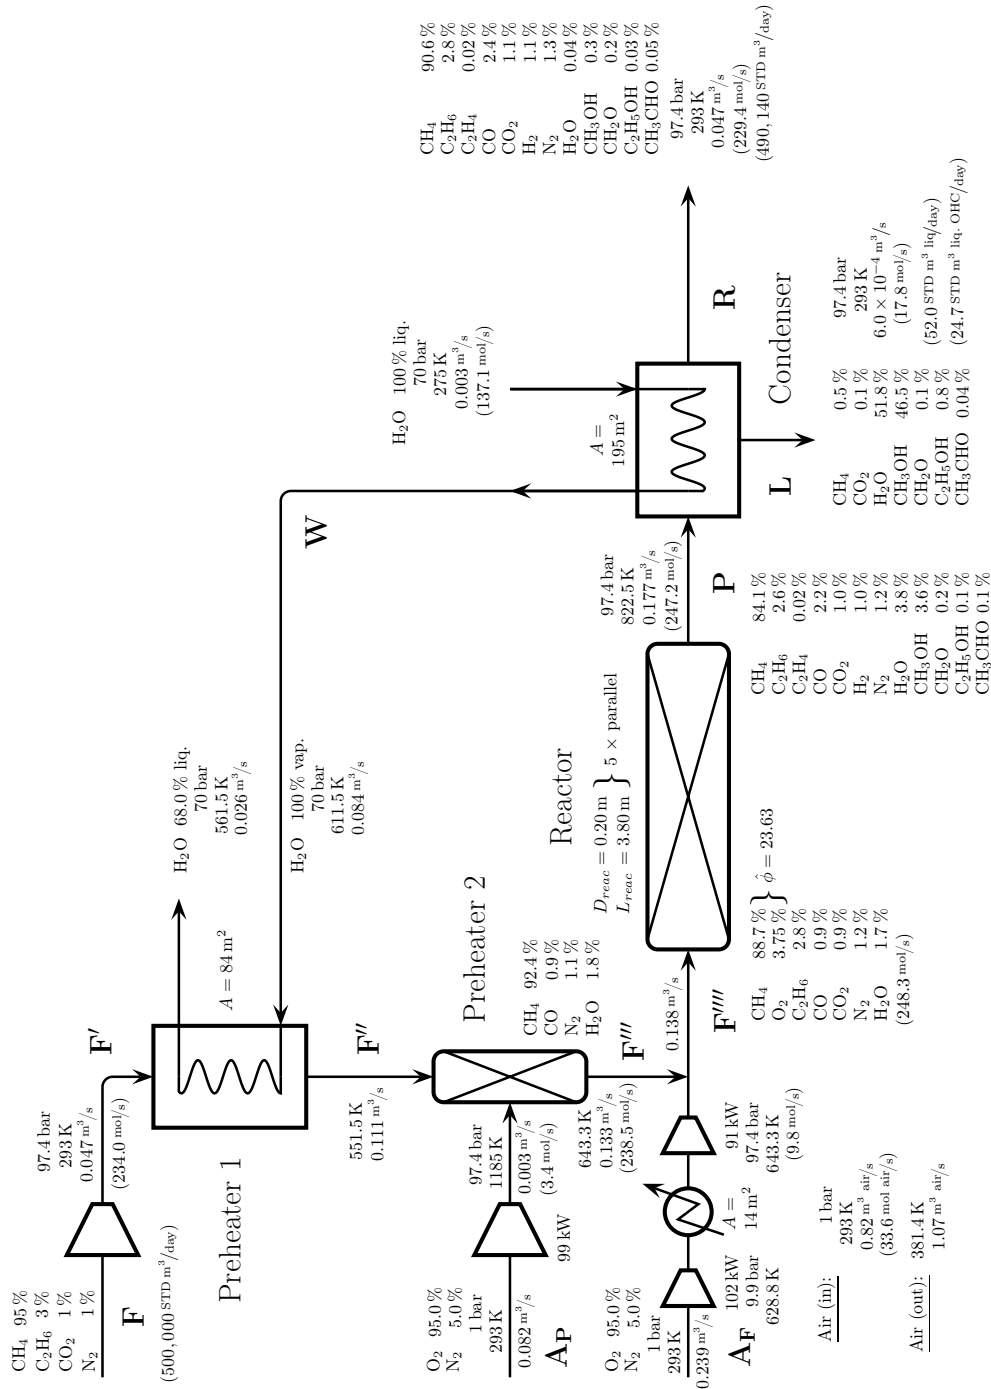 CH₄ 95 %
C₂H₆ 3 %
CO₂ 1 %
N₂ 1 %
F
(500,000 STD m³/day)
97.4 bar
293 K
0.047 m³/s
(234.0 mol/s)
F′
Preheater 1
A = 84 m²
H₂O 68.0 % liq.
70 bar
561.5 K
0.026 m³/s
H₂O 100 % vap.
70 bar
611.5 K
0.084 m³/s
W
551.5 K
0.111 m³/s
F″
O₂ 95.0 %
N₂ 5.0 %
1 bar
293 K
0.082 m³/s
A_P
99 kW
97.4 bar
1185 K
0.003 m³/s
(3.4 mol/s)
Preheater 2
CH₄ 92.4 %
CO 0.9 %
N₂ 1.1 %
H₂O 1.8 %
643.3 K
0.133 m³/s
(238.5 mol/s)
F‴
O₂ 95.0 %
N₂ 5.0 %
1 bar
293 K
0.239 m³/s
A_F
102 kW
9.9 bar
628.8 K
A =
14 m²
91 kW
97.4 bar
643.3 K
(9.8 mol/s)
Air (in):
1 bar
293 K
0.82 m³ air/s
(33.6 mol air/s)
Air (out):
381.4 K
1.07 m³ air/s
0.138 m³/s
F⁗
CH₄ 88.7 %
O₂ 3.75 %
} φ̂ = 23.63
C₂H₆ 2.8 %
CO 0.9 %
CO₂ 0.9 %
N₂ 1.2 %
H₂O 1.7 %
(248.3 mol/s)
Reactor
D_reac = 0.20 m
L_reac = 3.80 m
} 5 × parallel
97.4 bar
822.5 K
0.177 m³/s
(247.2 mol/s)
P
CH₄ 84.1 %
C₂H₆ 2.6 %
C₂H₄ 0.02 %
CO 2.2 %
CO₂ 1.0 %
H₂ 1.0 %
N₂ 1.2 %
H₂O 3.8 %
CH₃OH 3.6 %
CH₂O 0.2 %
C₂H₅OH 0.1 %
CH₃CHO 0.1 %
H₂O 100 % liq.
70 bar
275 K
0.003 m³/s
(137.1 mol/s)
A =
195 m²
Condenser
L
CH₄ 0.5 %
CO₂ 0.1 %
H₂O 51.8 %
CH₃OH 46.5 %
CH₂O 0.1 %
C₂H₅OH 0.8 %
CH₃CHO 0.04 %
97.4 bar
293 K
6.0 × 10⁻⁴ m³/s
(17.8 mol/s)
(52.0 STD m³ liq/day)
(24.7 STD m³ liq. OHC/day)
R
CH₄ 90.6 %
C₂H₆ 2.8 %
C₂H₄ 0.02 %
CO 2.4 %
CO₂ 1.1 %
H₂ 1.1 %
N₂ 1.3 %
H₂O 0.04 %
CH₃OH 0.3 %
CH₂O 0.2 %
C₂H₅OH 0.03 %
CH₃CHO 0.05 %
97.4 bar
293 K
0.047 m³/s
(229.4 mol/s)
(490,140 STD m³/day)